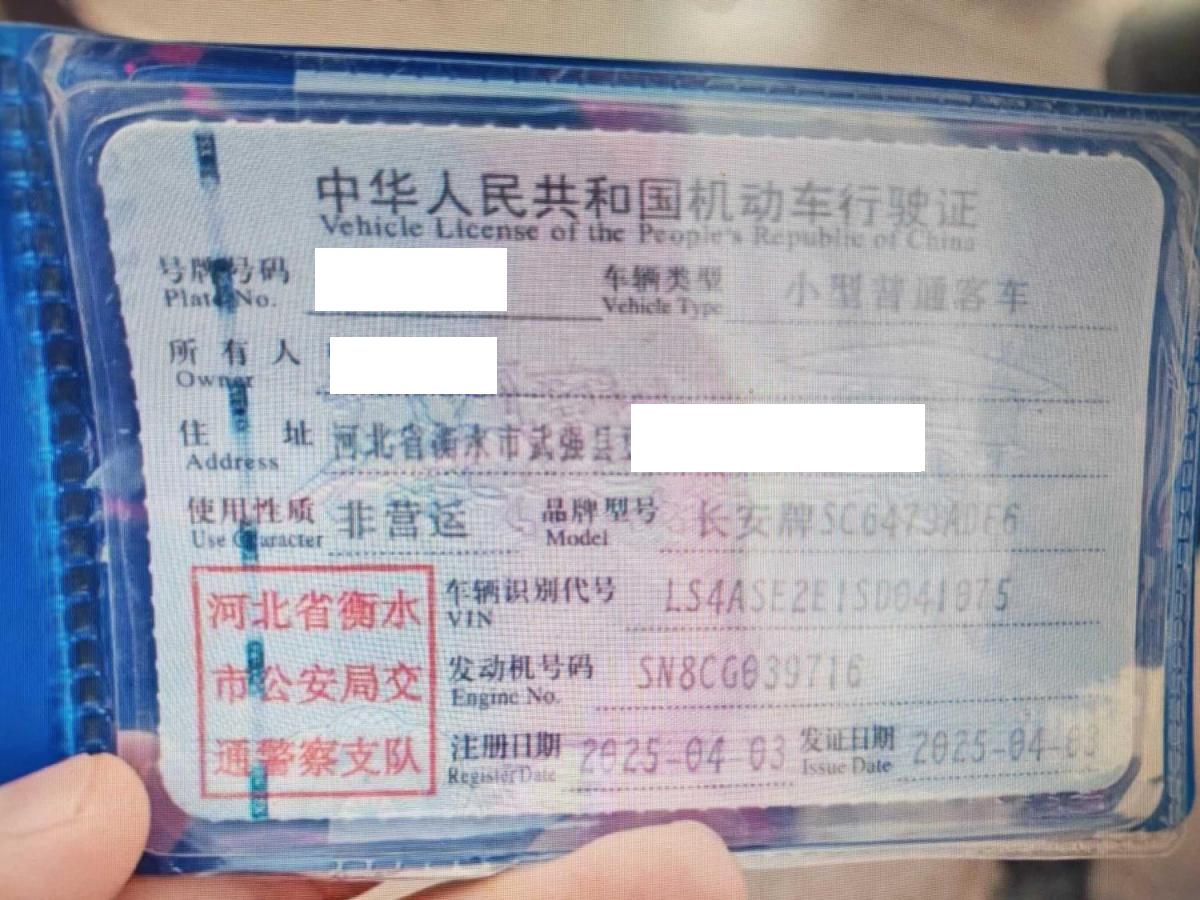 中华人民共和国机动车行驶证
Vehicle License of the People's Republic of China
号牌号码 车辆类型 小型普通客车
Plate No. Vehicle Type
所有人
Owner
住址 河北省衡水市武强县
Address
使用性质 非营运 品牌型号 长安牌SC6479ADF6
Use Character Model
河北省衡水 车辆识别代号 LS4ASE2E1SD041075
VIN
市公安局交 发动机号码 SN8CG039716
Engine No.
通警察支队 注册日期 2025-04-03 发证日期 2025-04-03
Register Date Issue Date